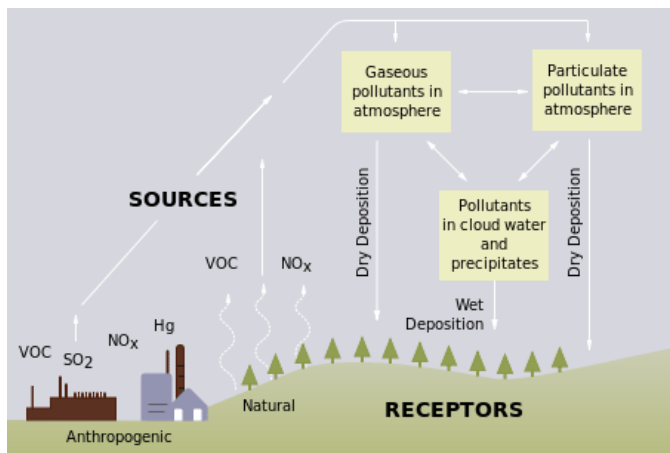 Gaseous
pollutants in
atmosphere
Particulate
pollutants in
atmosphere
Dry Deposition
Dry Deposition
SOURCES
Pollutants
in cloud water
and
precipitates
VOC
NOx
Wet
Deposition
VOC
SO2
NOx
Hg
Natural
RECEPTORS
Anthropogenic